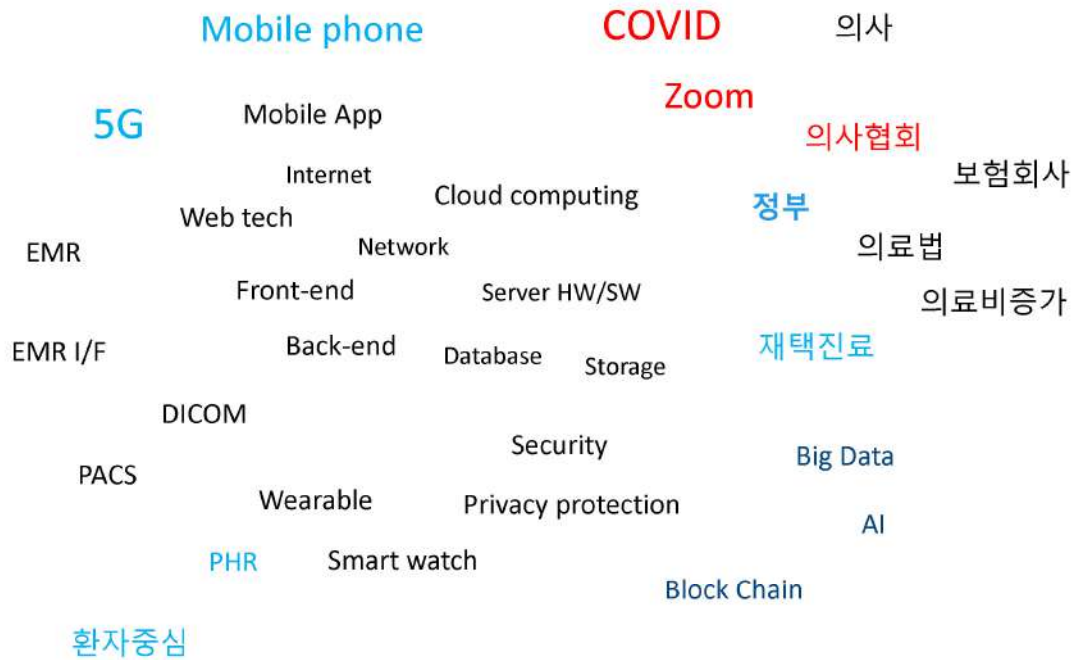 Mobile phone
COVID
의사
Zoom
5G
Mobile App
의사협회
Internet
보험회사
Cloud computing
정부
Web tech
EMR
Network
의료법
Front-end
Server HW/SW
의료비증가
EMR I/F
Back-end
Database
Storage
재택진료
DICOM
Security
Big Data
PACS
Wearable
Privacy protection
AI
PHR
Smart watch
Block Chain
환자중심